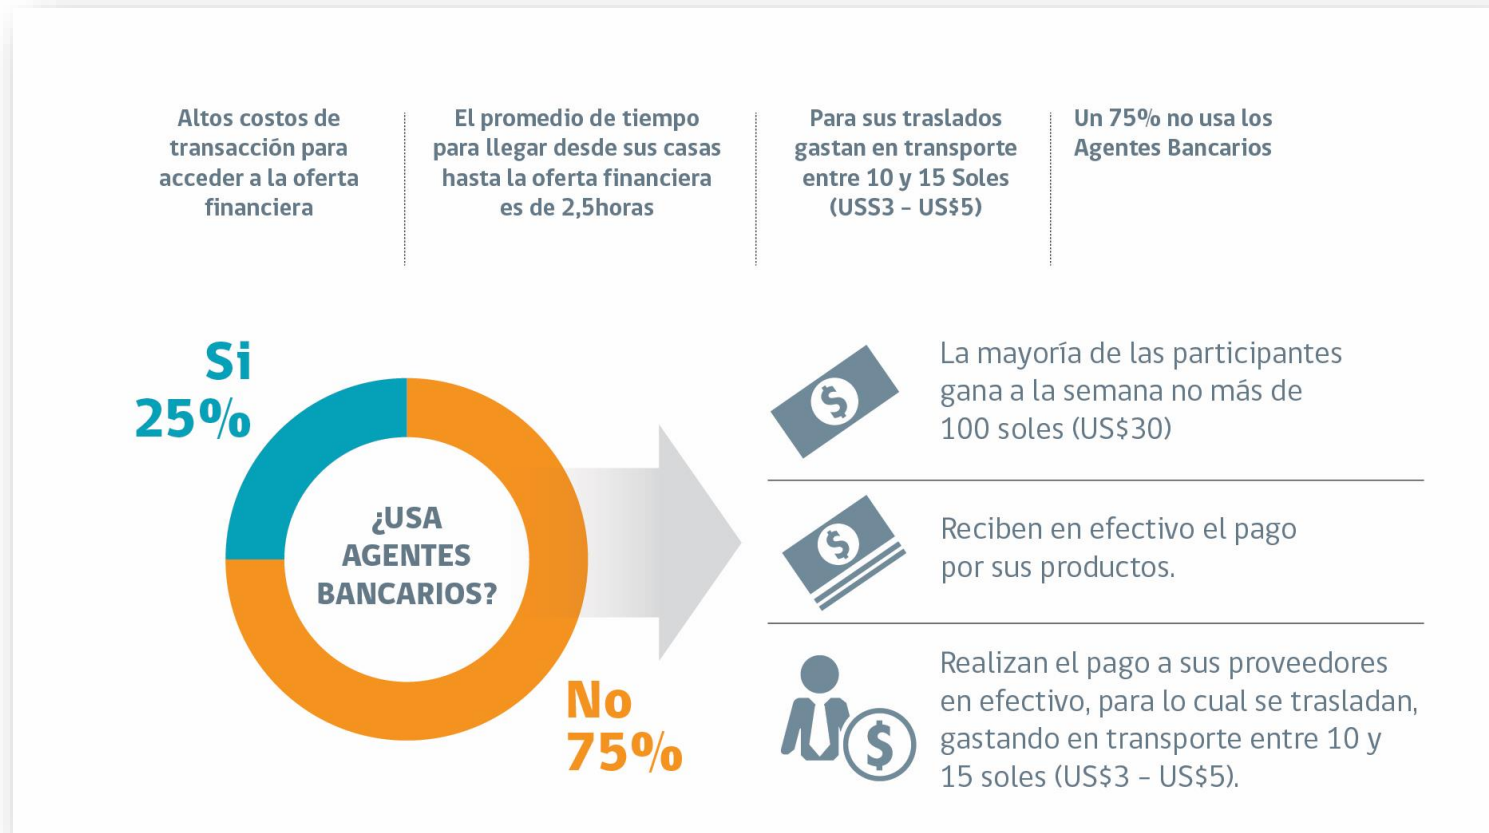 Altos costos de
transacción para
acceder a la oferta
financiera
El promedio de tiempo
para llegar desde sus casas
hasta la oferta financiera
es de 2,5horas
Para sus traslados
gastan en transporte
entre 10 y 15 Soles
(USS3 – US$5)
Un 75% no usa los
Agentes Bancarios
Si
25%
¿USA
AGENTES
BANCARIOS?
No
75%
$
La mayoría de las participantes
gana a la semana no más de
100 soles (US$30)
$
Reciben en efectivo el pago
por sus productos.
$
Realizan el pago a sus proveedores
en efectivo, para lo cual se trasladan,
gastando en transporte entre 10 y
15 soles (US$3 – US$5).